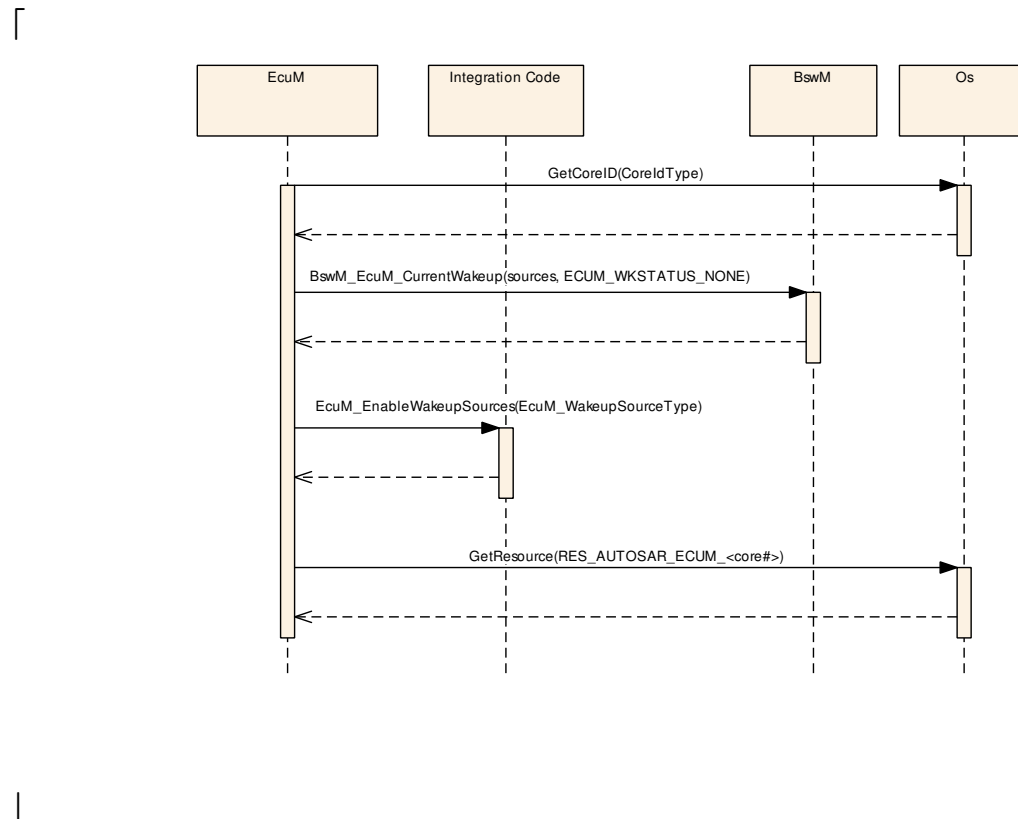 EcuM
Integration Code
BswM
Os
GetCoreID(CoreIdType)
BswM_EcuM_CurrentWakeup(sources, ECUM_WKSTATUS_NONE)
EcuM_EnableWakeupSources(EcuM_WakeupSourceType)
GetResource(RES_AUTOSAR_ECUM_<core#>)